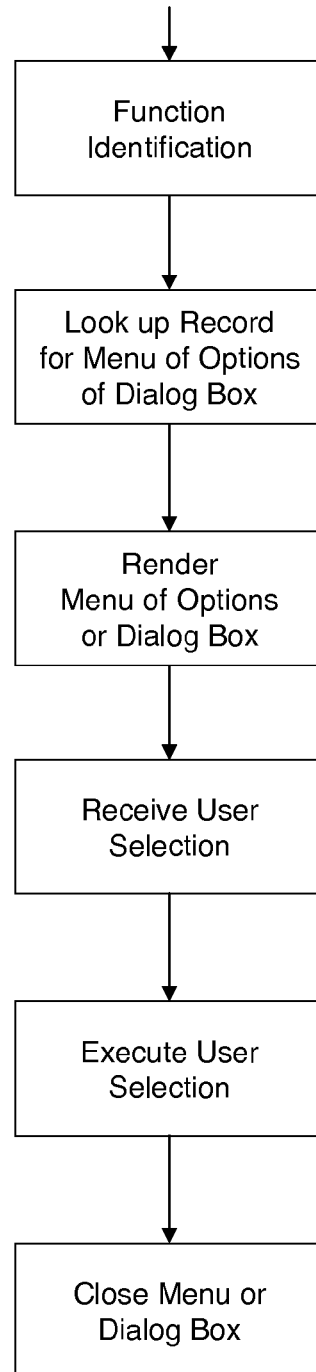 Function
Identification
Look up Record
for Menu of Options
of Dialog Box
Render
Menu of Options
or Dialog Box
Receive User
Selection
Execute User
Selection
Close Menu or
Dialog Box